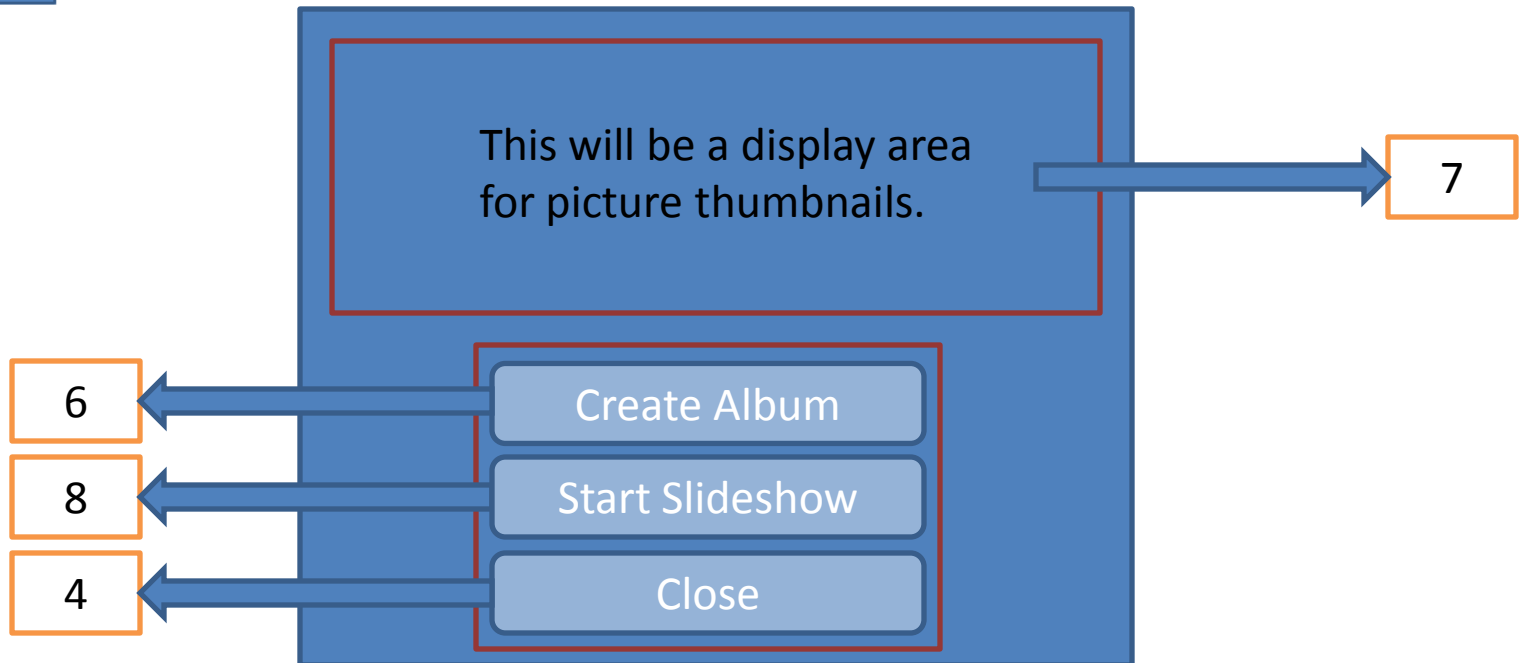 This will be a display area
for picture thumbnails.
7
6
Create Album
8
Start Slideshow
4
Close